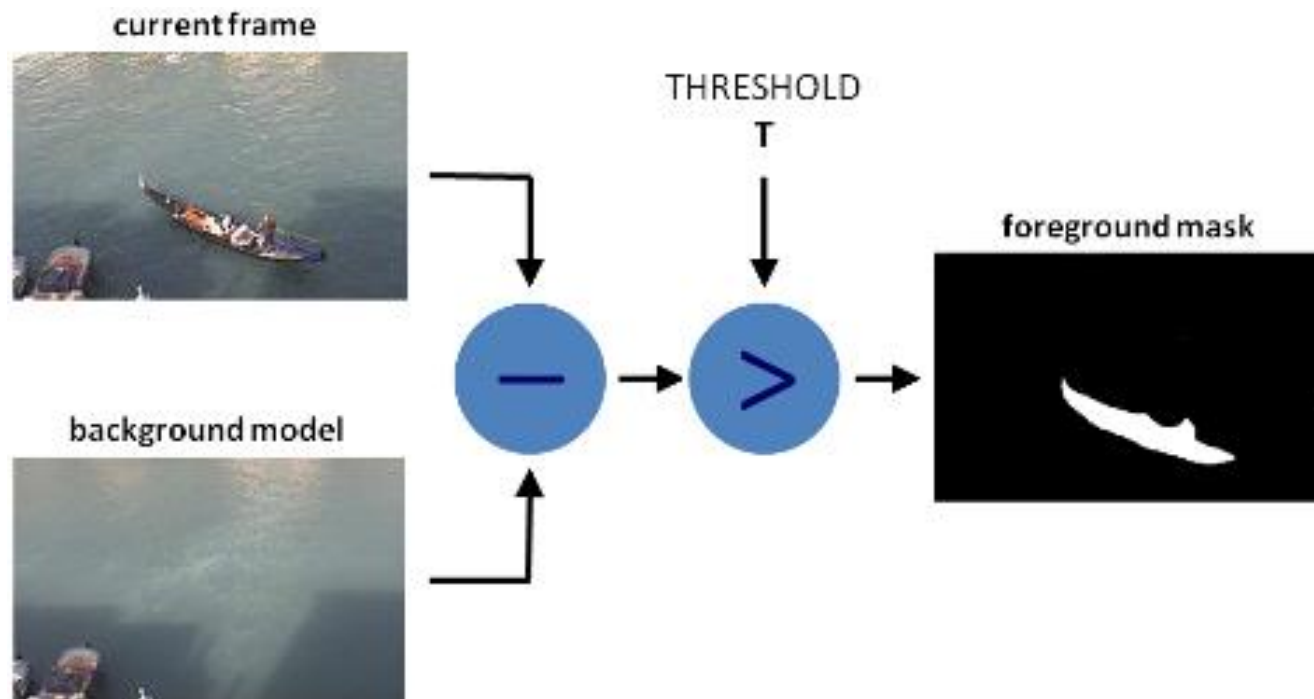 current frame
THRESHOLD
T
foreground mask
−
>
background model